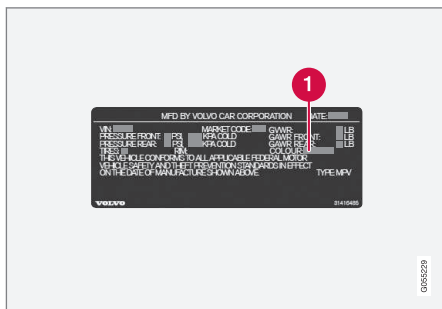 1
MFD BY VOLVO CAR CORPORATION DATE:
VIN: MARKET CODE: GVWR: LB
PRESSURE FRONT: PSI, KPA COLD GAWR FRONT: LB
PRESSURE REAR: PSI, KPA COLD GAWR REAR: LB
TIRES: RIM: COLOUR:
THIS VEHICLE CONFORMS TO ALL APPLICABLE FEDERAL MOTOR
VEHICLE SAFETY AND THEFT PREVENTION STANDARDS IN EFFECT
ON THE DATE OF MANUFACTURE SHOWN ABOVE. TYPE: MPV
VOLVO 31416485
G055229